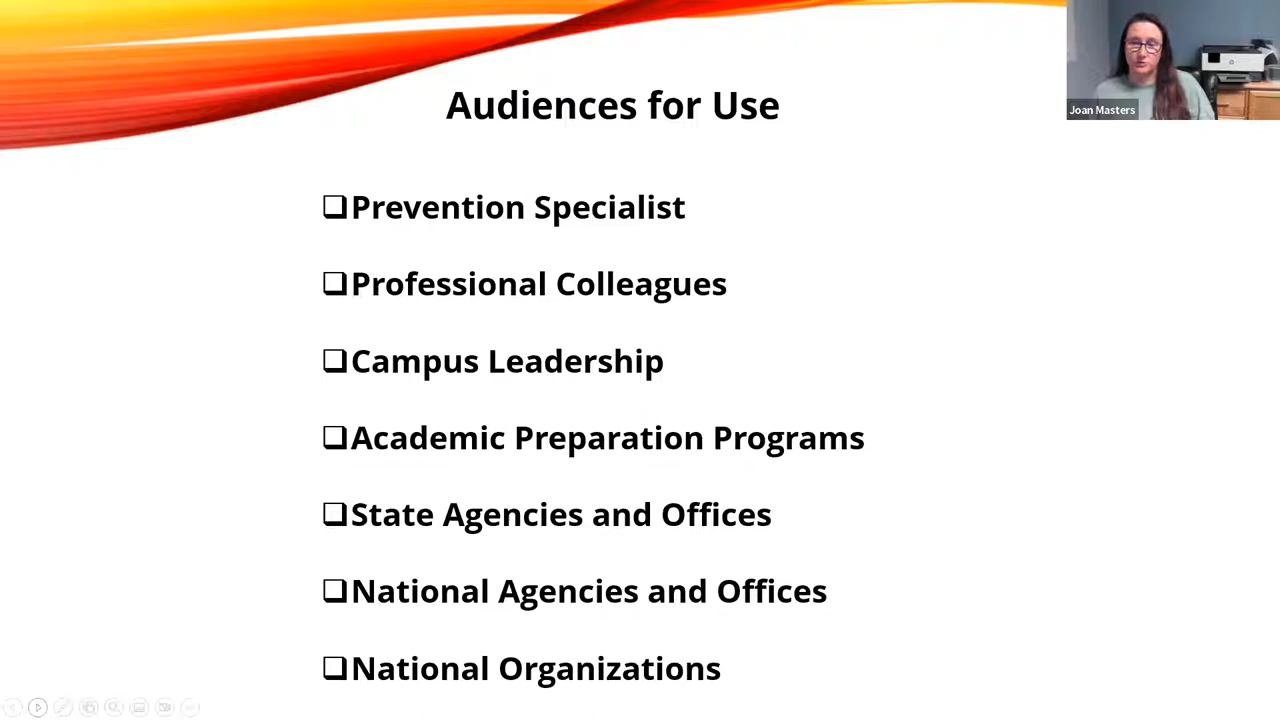 Audiences for Use
Joan Masters
❑Prevention Specialist
❑Professional Colleagues
❑Campus Leadership
❑Academic Preparation Programs
❑State Agencies and Offices
❑National Agencies and Offices
❑National Organizations